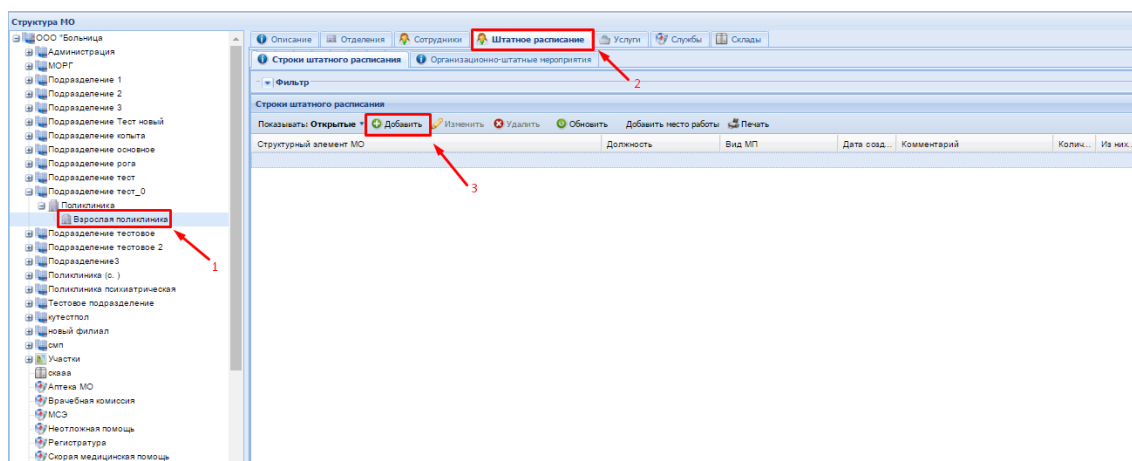 Структура МО
ООО "Больница
Администрация
МОРГ
Подразделение 1
Подразделение 2
Подразделение 3
Подразделение Тест новый
Подразделение копыта
Подразделение основное
Подразделение рога
Подразделение тест
Подразделение тест_0
Поликлиника
Взрослая поликлиника
Подразделение тестовое
Подразделение тестовое 2
Подразделение3
Поликлиника (с. )
Поликлиника психиатрическая
Тестовое подразделение
кутестпол
новый филиал
смп
Участки
скава
Аптека МО
Врачебная комиссия
МСЭ
Неотложная помощь
Регистратура
Скорая медицинская помощь
1
Описание Отделения Сотрудники Штатное расписание Услуги Службы Склады
Строки штатного расписания Организационно-штатные мероприятия
2
Фильтр
Строки штатного расписания
Показывать: Открытые Добавить Изменить Удалить Обновить Добавить место работы Печать
Структурный элемент МО Должность Вид МП Дата созд... Комментарий Колич... Из них...
3